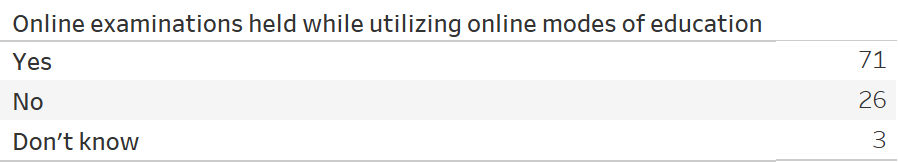 Online examinations held while utilizing online modes of education
Yes 71
No 26
Don’t know 3